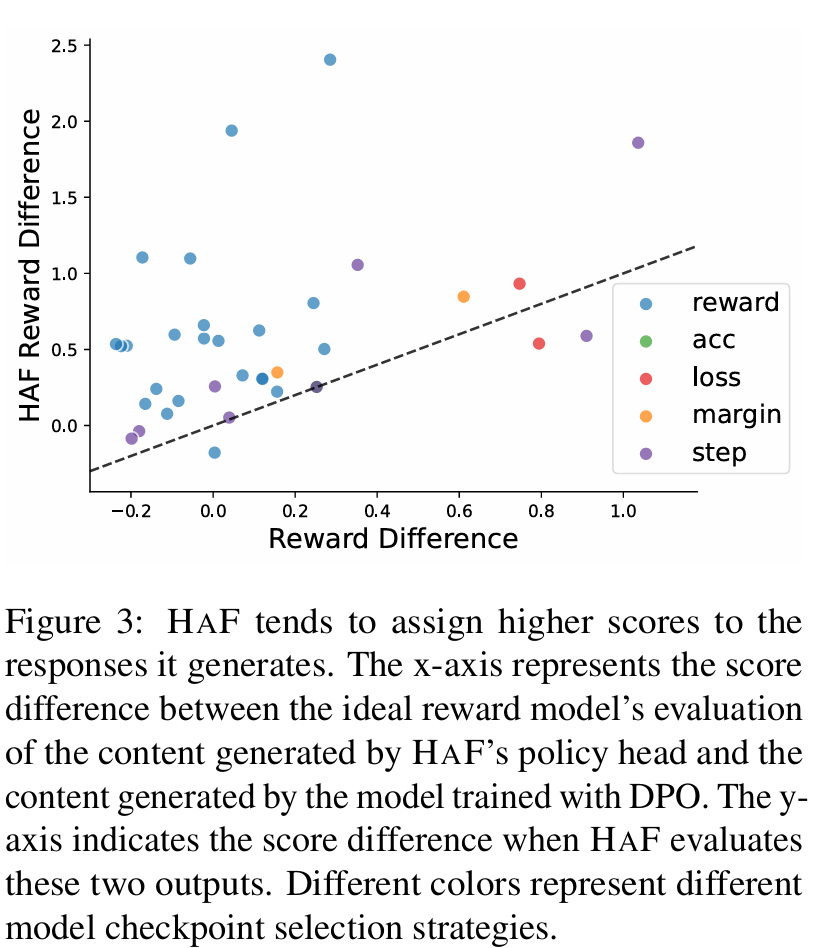 2.5
2.0
1.5
1.0
0.5
0.0
HAF Reward Difference
−0.2 0.0 0.2 0.4 0.6 0.8 1.0
Reward Difference
reward
acc
loss
margin
step
Figure 3: HAF tends to assign higher scores to the
responses it generates. The x-axis represents the score
difference between the ideal reward model's evaluation
of the content generated by HAF's policy head and the
content generated by the model trained with DPO. The y-
axis indicates the score difference when HAF evaluates
these two outputs. Different colors represent different
model checkpoint selection strategies.